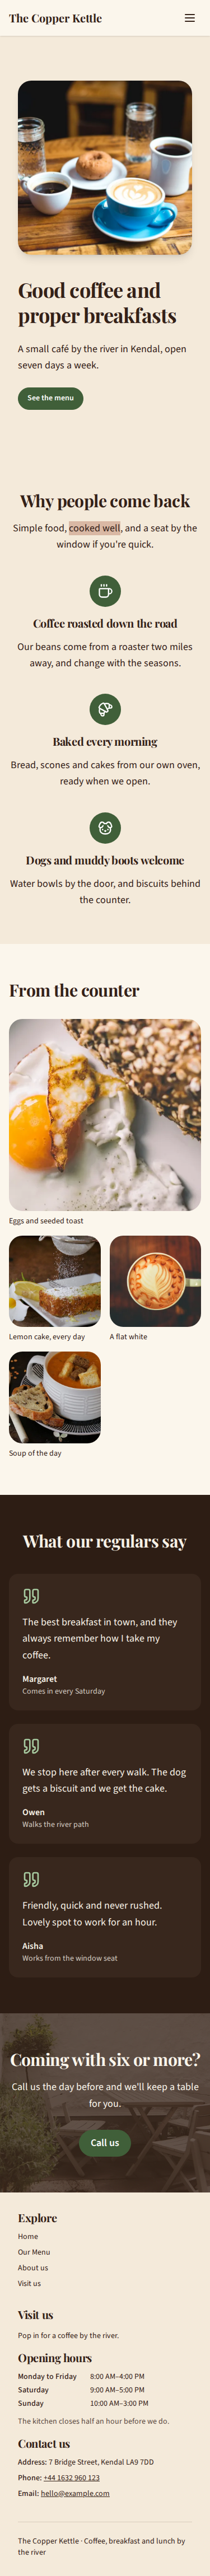 The Copper Kettle
Good coffee and
proper breakfasts
A small café by the river in Kendal, open
seven days a week.
See the menu
Why people come back
Simple food, cooked well, and a seat by the
window if you're quick.
Coffee roasted down the road
Our beans come from a roaster two miles
away, and change with the seasons.
Baked every morning
Bread, scones and cakes from our own oven,
ready when we open.
Dogs and muddy boots welcome
Water bowls by the door, and biscuits behind
the counter.
From the counter
Eggs and seeded toast
Lemon cake, every day
A flat white
Soup of the day
What our regulars say
The best breakfast in town, and they
always remember how I take my
coffee.
Margaret
Comes in every Saturday
We stop here after every walk. The dog
gets a biscuit and we get the cake.
Owen
Walks the river path
Friendly, quick and never rushed.
Lovely spot to work for an hour.
Aisha
Works from the window seat
Coming with six or more?
Call us the day before and we'll keep a table
for you.
Call us
Explore
Home
Our Menu
About us
Visit us
Visit us
Pop in for a coffee by the river.
Opening hours
Monday to Friday 8:00 AM–4:00 PM
Saturday 9:00 AM–5:00 PM
Sunday 10:00 AM–3:00 PM
The kitchen closes half an hour before we do.
Contact us
Address: 7 Bridge Street, Kendal LA9 7DD
Phone: +44 1632 960 123
Email: hello@example.com
The Copper Kettle · Coffee, breakfast and lunch by
the river